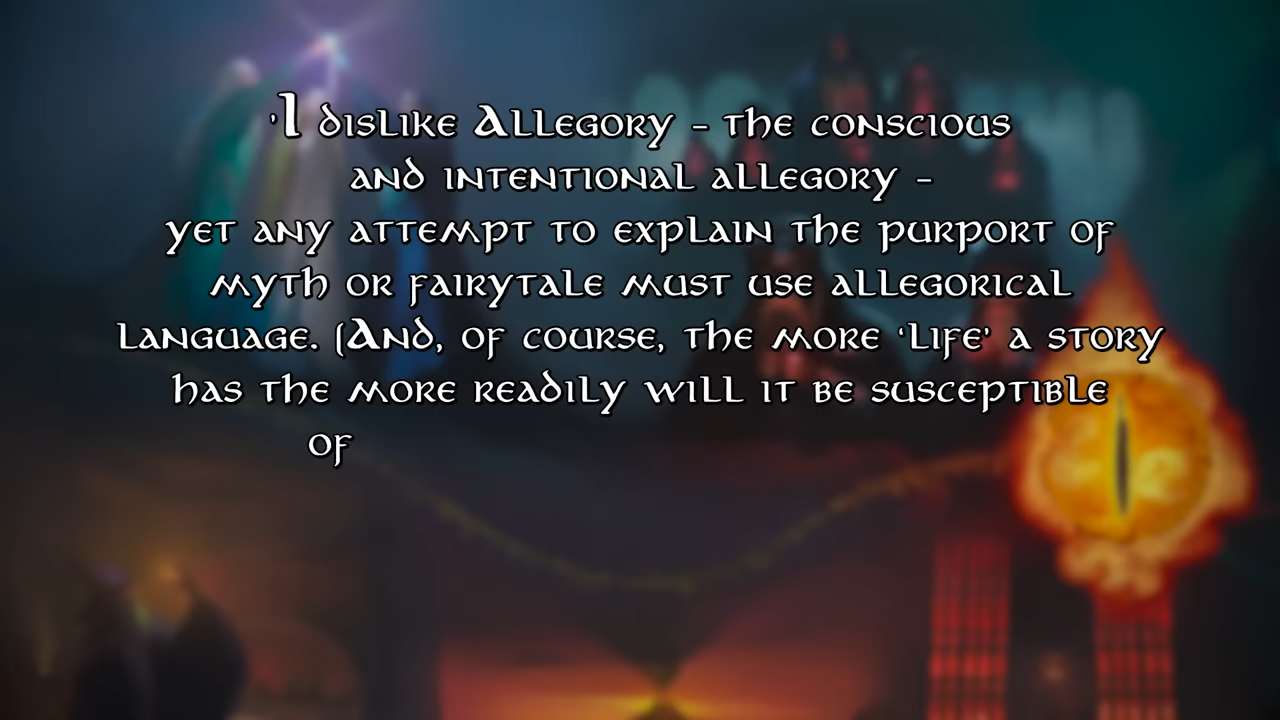 'I dislike Allegory - the conscious
and intentional allegory -
yet any attempt to explain the purport of
myth or fairytale must use allegorical
language. (And, of course, the more 'life' a story
has the more readily will it be susceptible
of